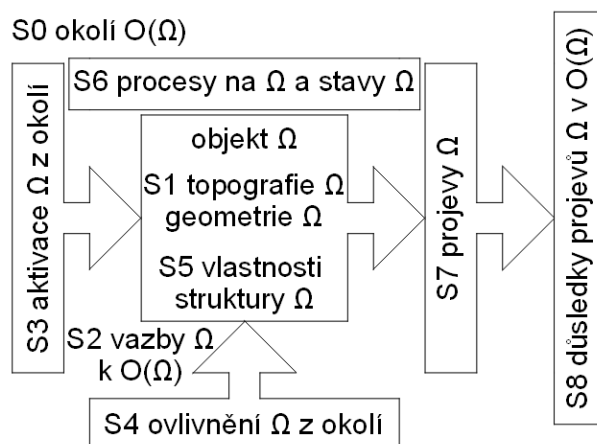 S0 okolí O(Ω)
S6 procesy na Ω a stavy Ω
S3 aktivace Ω z okolí
objekt Ω
S1 topografie Ω
geometrie Ω
S5 vlastnosti
struktury Ω
S2 vazby Ω
k O(Ω)
S4 ovlivnění Ω z okolí
S7 projevy Ω
S8 důsledky projevů Ω v O(Ω)